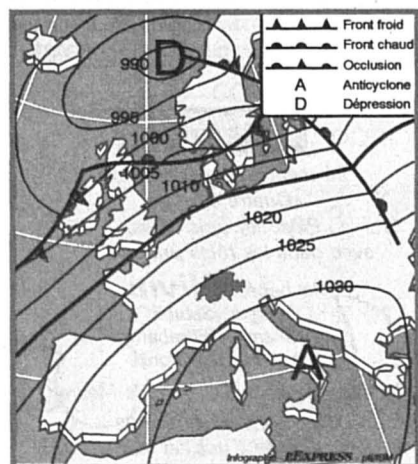 Front froid
Front chaud
Occlusion
A Anticyclone
D Dépression
990
D
995
1000
1005
1010
1020
1025
1030
A
Infographie L'EXPRESS